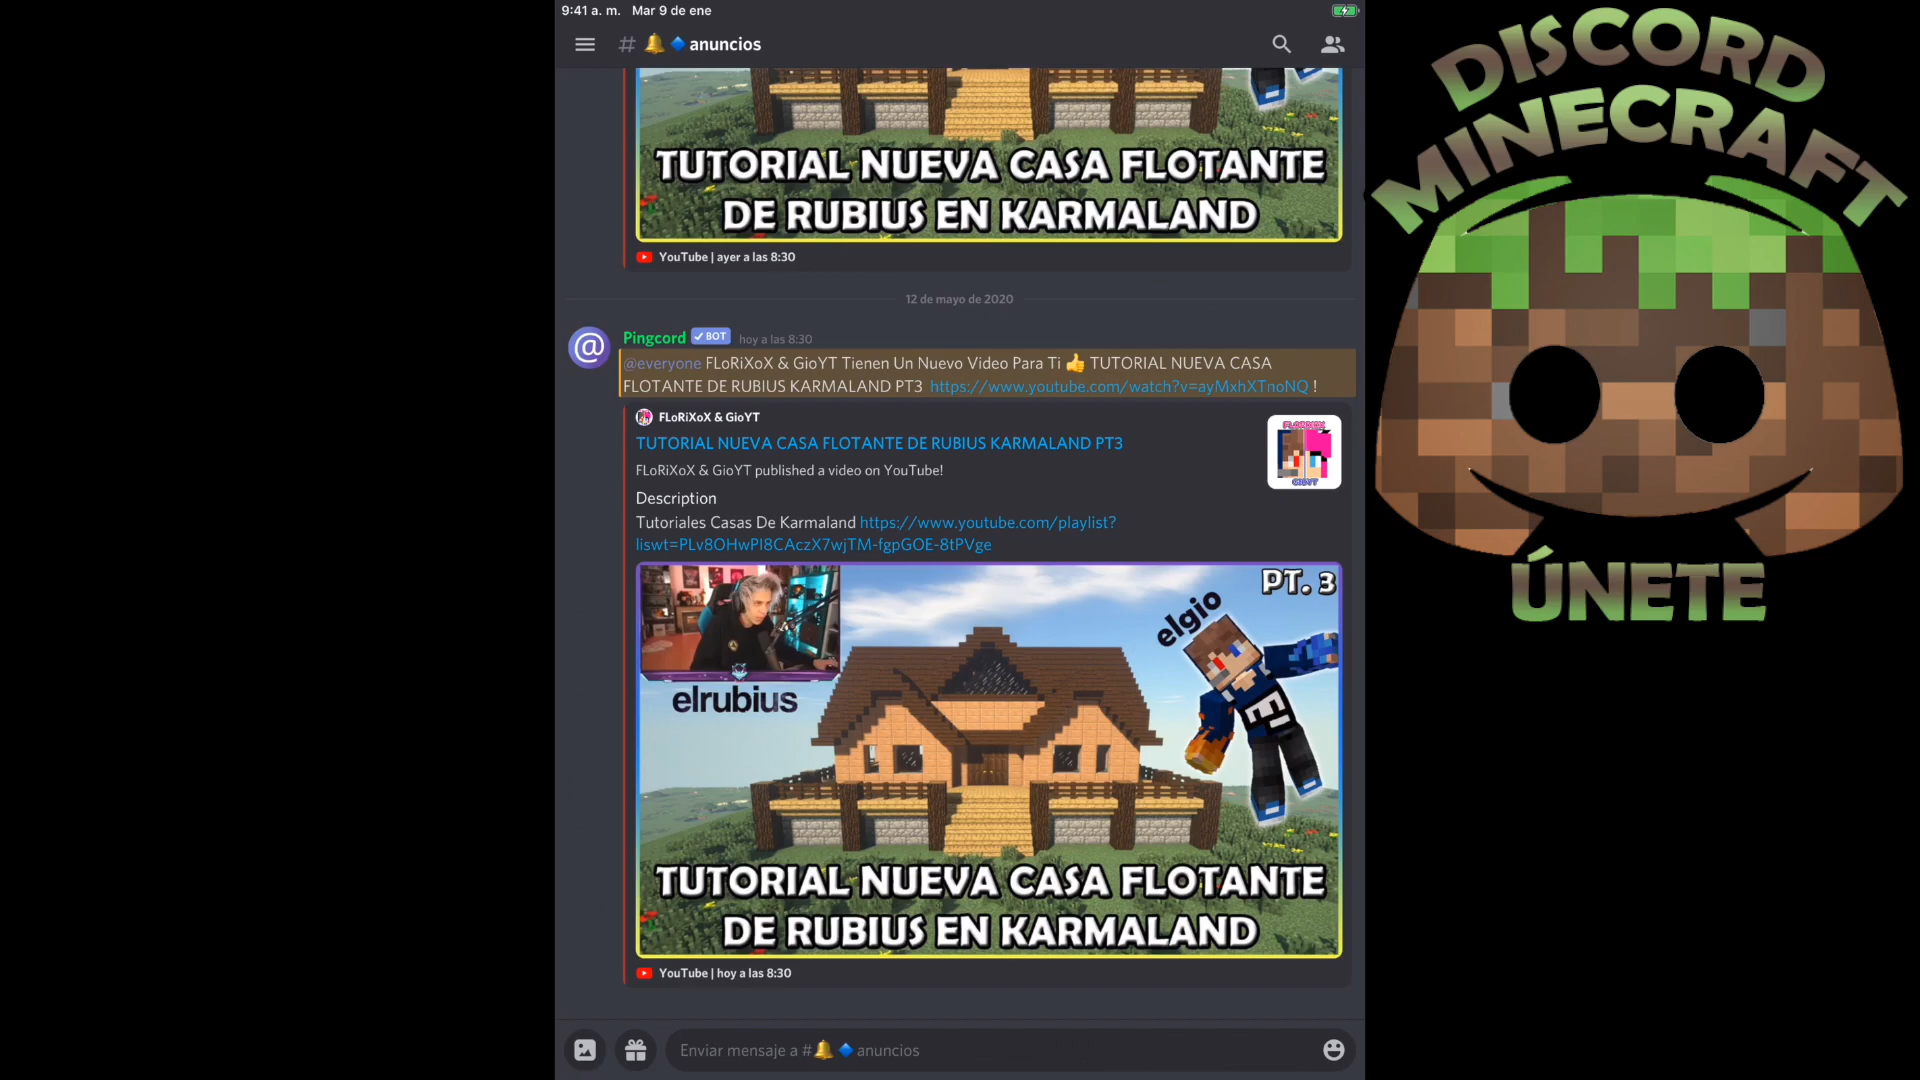 9:41 a. m. Mar 9 de ene
# 🔔🔹anuncios
TUTORIAL NUEVA CASA FLOTANTE
DE RUBIUS EN KARMALAND
YouTube | ayer a las 8:30
12 de mayo de 2020
Pingcord BOT hoy a las 8:30
@everyone FLoRiXoX & GioYT Tienen Un Nuevo Video Para Ti 👍 TUTORIAL NUEVA CASA
FLOTANTE DE RUBIUS KARMALAND PT3 https://www.youtube.com/watch?v=ayMxhXTnoNQ !
FLoRiXoX & GioYT
TUTORIAL NUEVA CASA FLOTANTE DE RUBIUS KARMALAND PT3
FLoRiXoX & GioYT published a video on YouTube!
Description
Tutoriales Casas De Karmaland https://www.youtube.com/playlist?
liswt=PLv8OHwPI8CAczX7wjTM-fgpGOE-8tPVge
FLORIXOX
GIOYT
PT. 3
elgio
elrubius
TUTORIAL NUEVA CASA FLOTANTE
DE RUBIUS EN KARMALAND
YouTube | hoy a las 8:30
Enviar mensaje a #🔔🔹anuncios
DISCORD
MINECRAFT
ÚNETE